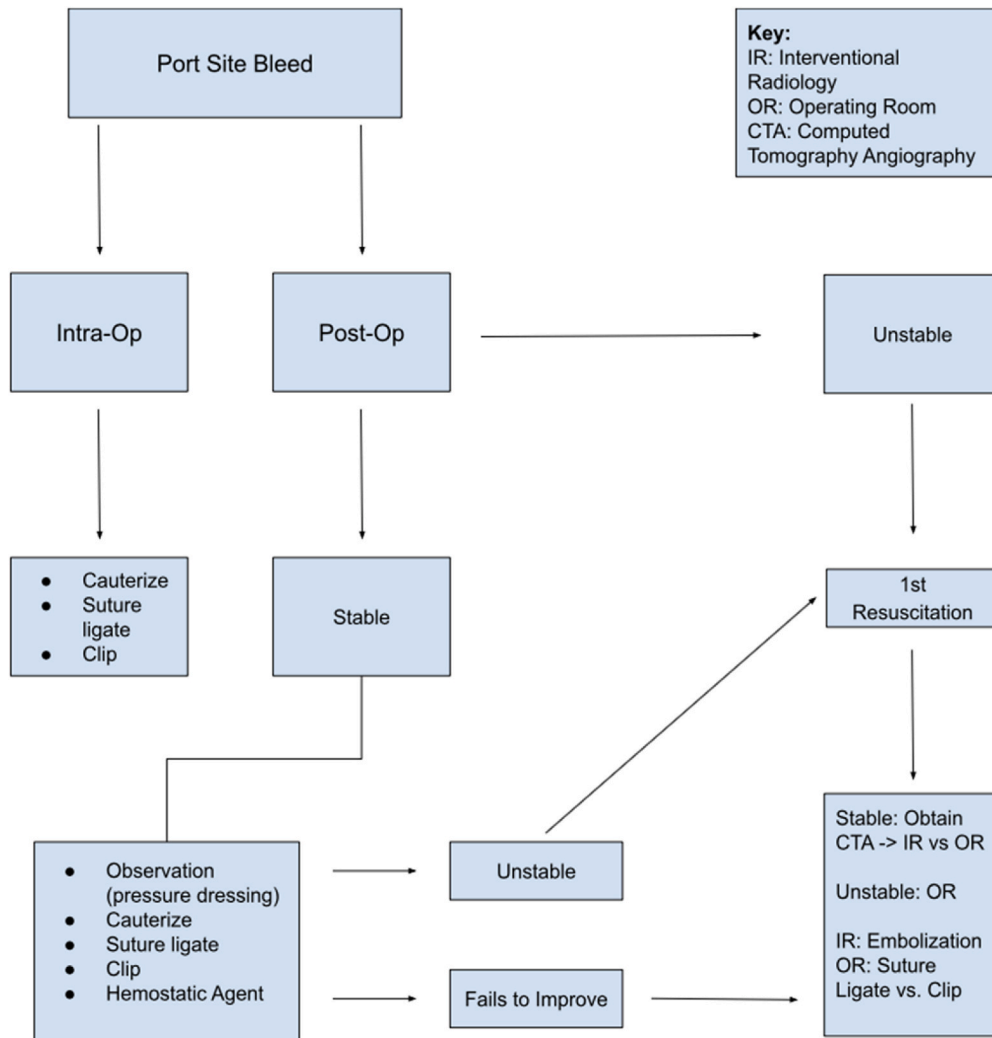 Port Site Bleed
Key:
IR: Interventional
Radiology
OR: Operating Room
CTA: Computed
Tomography Angiography
Intra-Op
Post-Op
Unstable
● Cauterize
● Suture
ligate
● Clip
Stable
1st
Resuscitation
● Observation
(pressure dressing)
● Cauterize
● Suture ligate
● Clip
● Hemostatic Agent
Unstable
Fails to Improve
Stable: Obtain
CTA -> IR vs OR
Unstable: OR
IR: Embolization
OR: Suture
Ligate vs. Clip